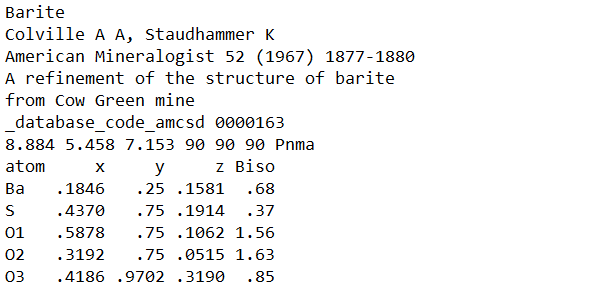 Barite
Colville A A, Staudhammer K
American Mineralogist 52 (1967) 1877-1880
A refinement of the structure of barite
from Cow Green mine
_database_code_amcsd 0000163
8.884 5.458 7.153 90 90 90 Pnma
atom x y z Biso
Ba .1846 .25 .1581 .68
S .4370 .75 .1914 .37
O1 .5878 .75 .1062 1.56
O2 .3192 .75 .0515 1.63
O3 .4186 .9702 .3190 .85